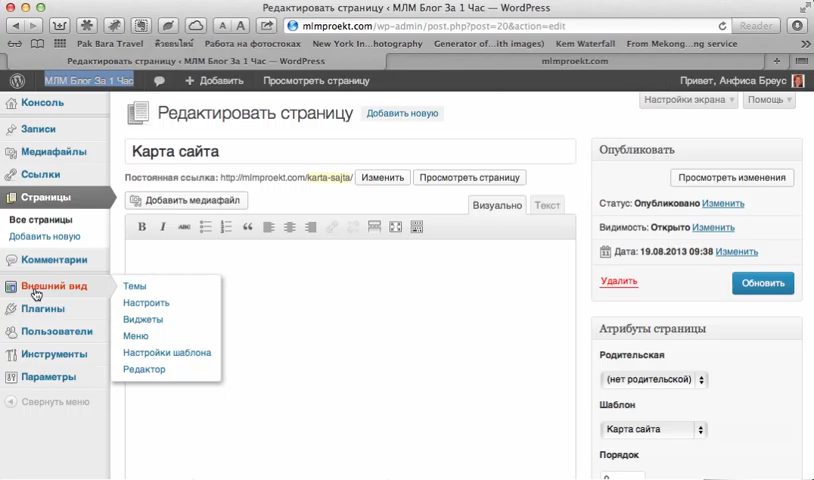 Редактировать страницу ‹ МЛМ Блог За 1 Час — WordPress
mlmproekt.com/wp-admin/post.php?post=20&action=edit
Reader
Pak Bara Travel
Работа на фотостоках
New York In...hotography
Generator of...ith images)
Kem Waterfall
From Mekong...ng service
Редактировать страницу ‹ МЛМ Блог За 1 Час — WordPress
mlmproekt.com
МЛМ Блог За 1 Час
Добавить
Просмотреть страницу
Привет, Анфиса Бреус
Консоль
Записи
Медиафайлы
Ссылки
Страницы
Все страницы
Добавить новую
Комментарии
Внешний вид
Плагины
Пользователи
Инструменты
Параметры
Свернуть меню
Темы
Настроить
Виджеты
Меню
Настройки шаблона
Редактор
Настройки экрана
Помощь
Редактировать страницу
Добавить новую
Карта сайта
Постоянная ссылка: http://mlmproekt.com/karta-sajta/
Изменить
Просмотреть страницу
Добавить медиафайл
Визуально
Текст
B I ABC
Опубликовать
Просмотреть изменения
Статус: Опубликовано Изменить
Видимость: Открыто Изменить
Дата: 19.08.2013 09:38 Изменить
Удалить
Обновить
Атрибуты страницы
Родительская
(нет родительской)
Шаблон
Карта сайта
Порядок